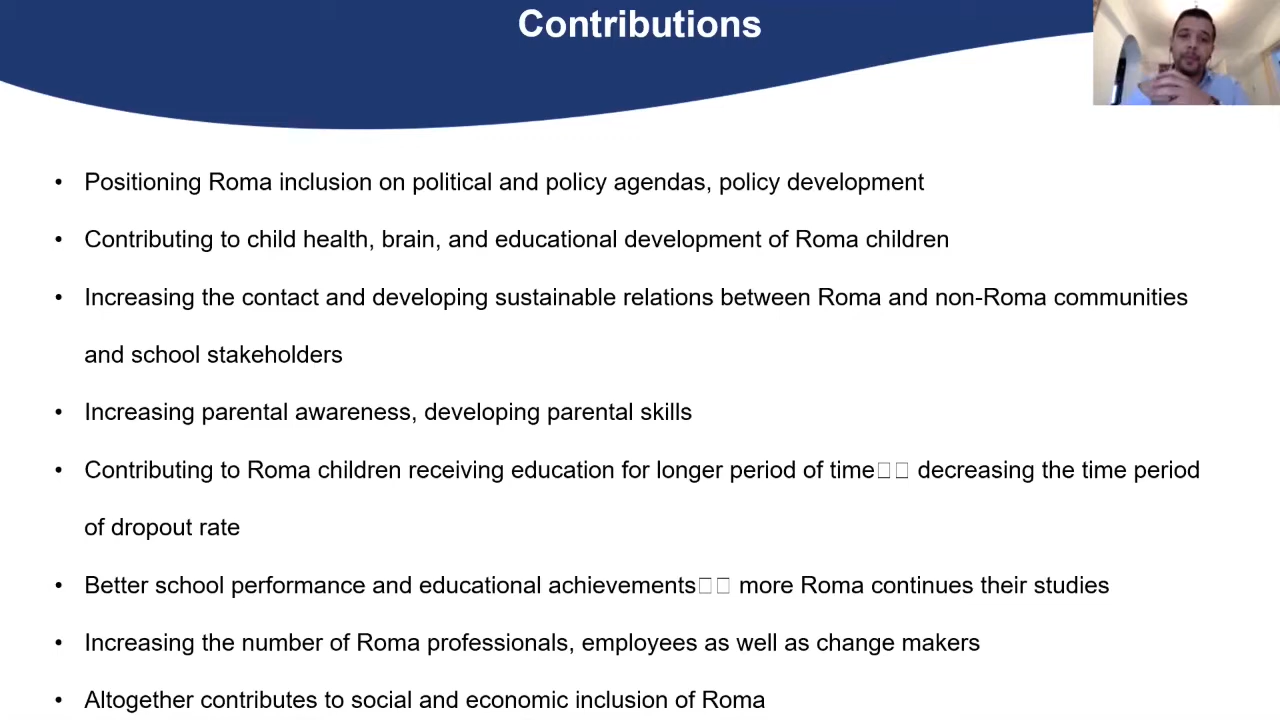 Contributions
• Positioning Roma inclusion on political and policy agendas, policy development
• Contributing to child health, brain, and educational development of Roma children
• Increasing the contact and developing sustainable relations between Roma and non-Roma communities
and school stakeholders
• Increasing parental awareness, developing parental skills
• Contributing to Roma children receiving education for longer period of time□□ decreasing the time period
of dropout rate
• Better school performance and educational achievements□□ more Roma continues their studies
• Increasing the number of Roma professionals, employees as well as change makers
• Altogether contributes to social and economic inclusion of Roma